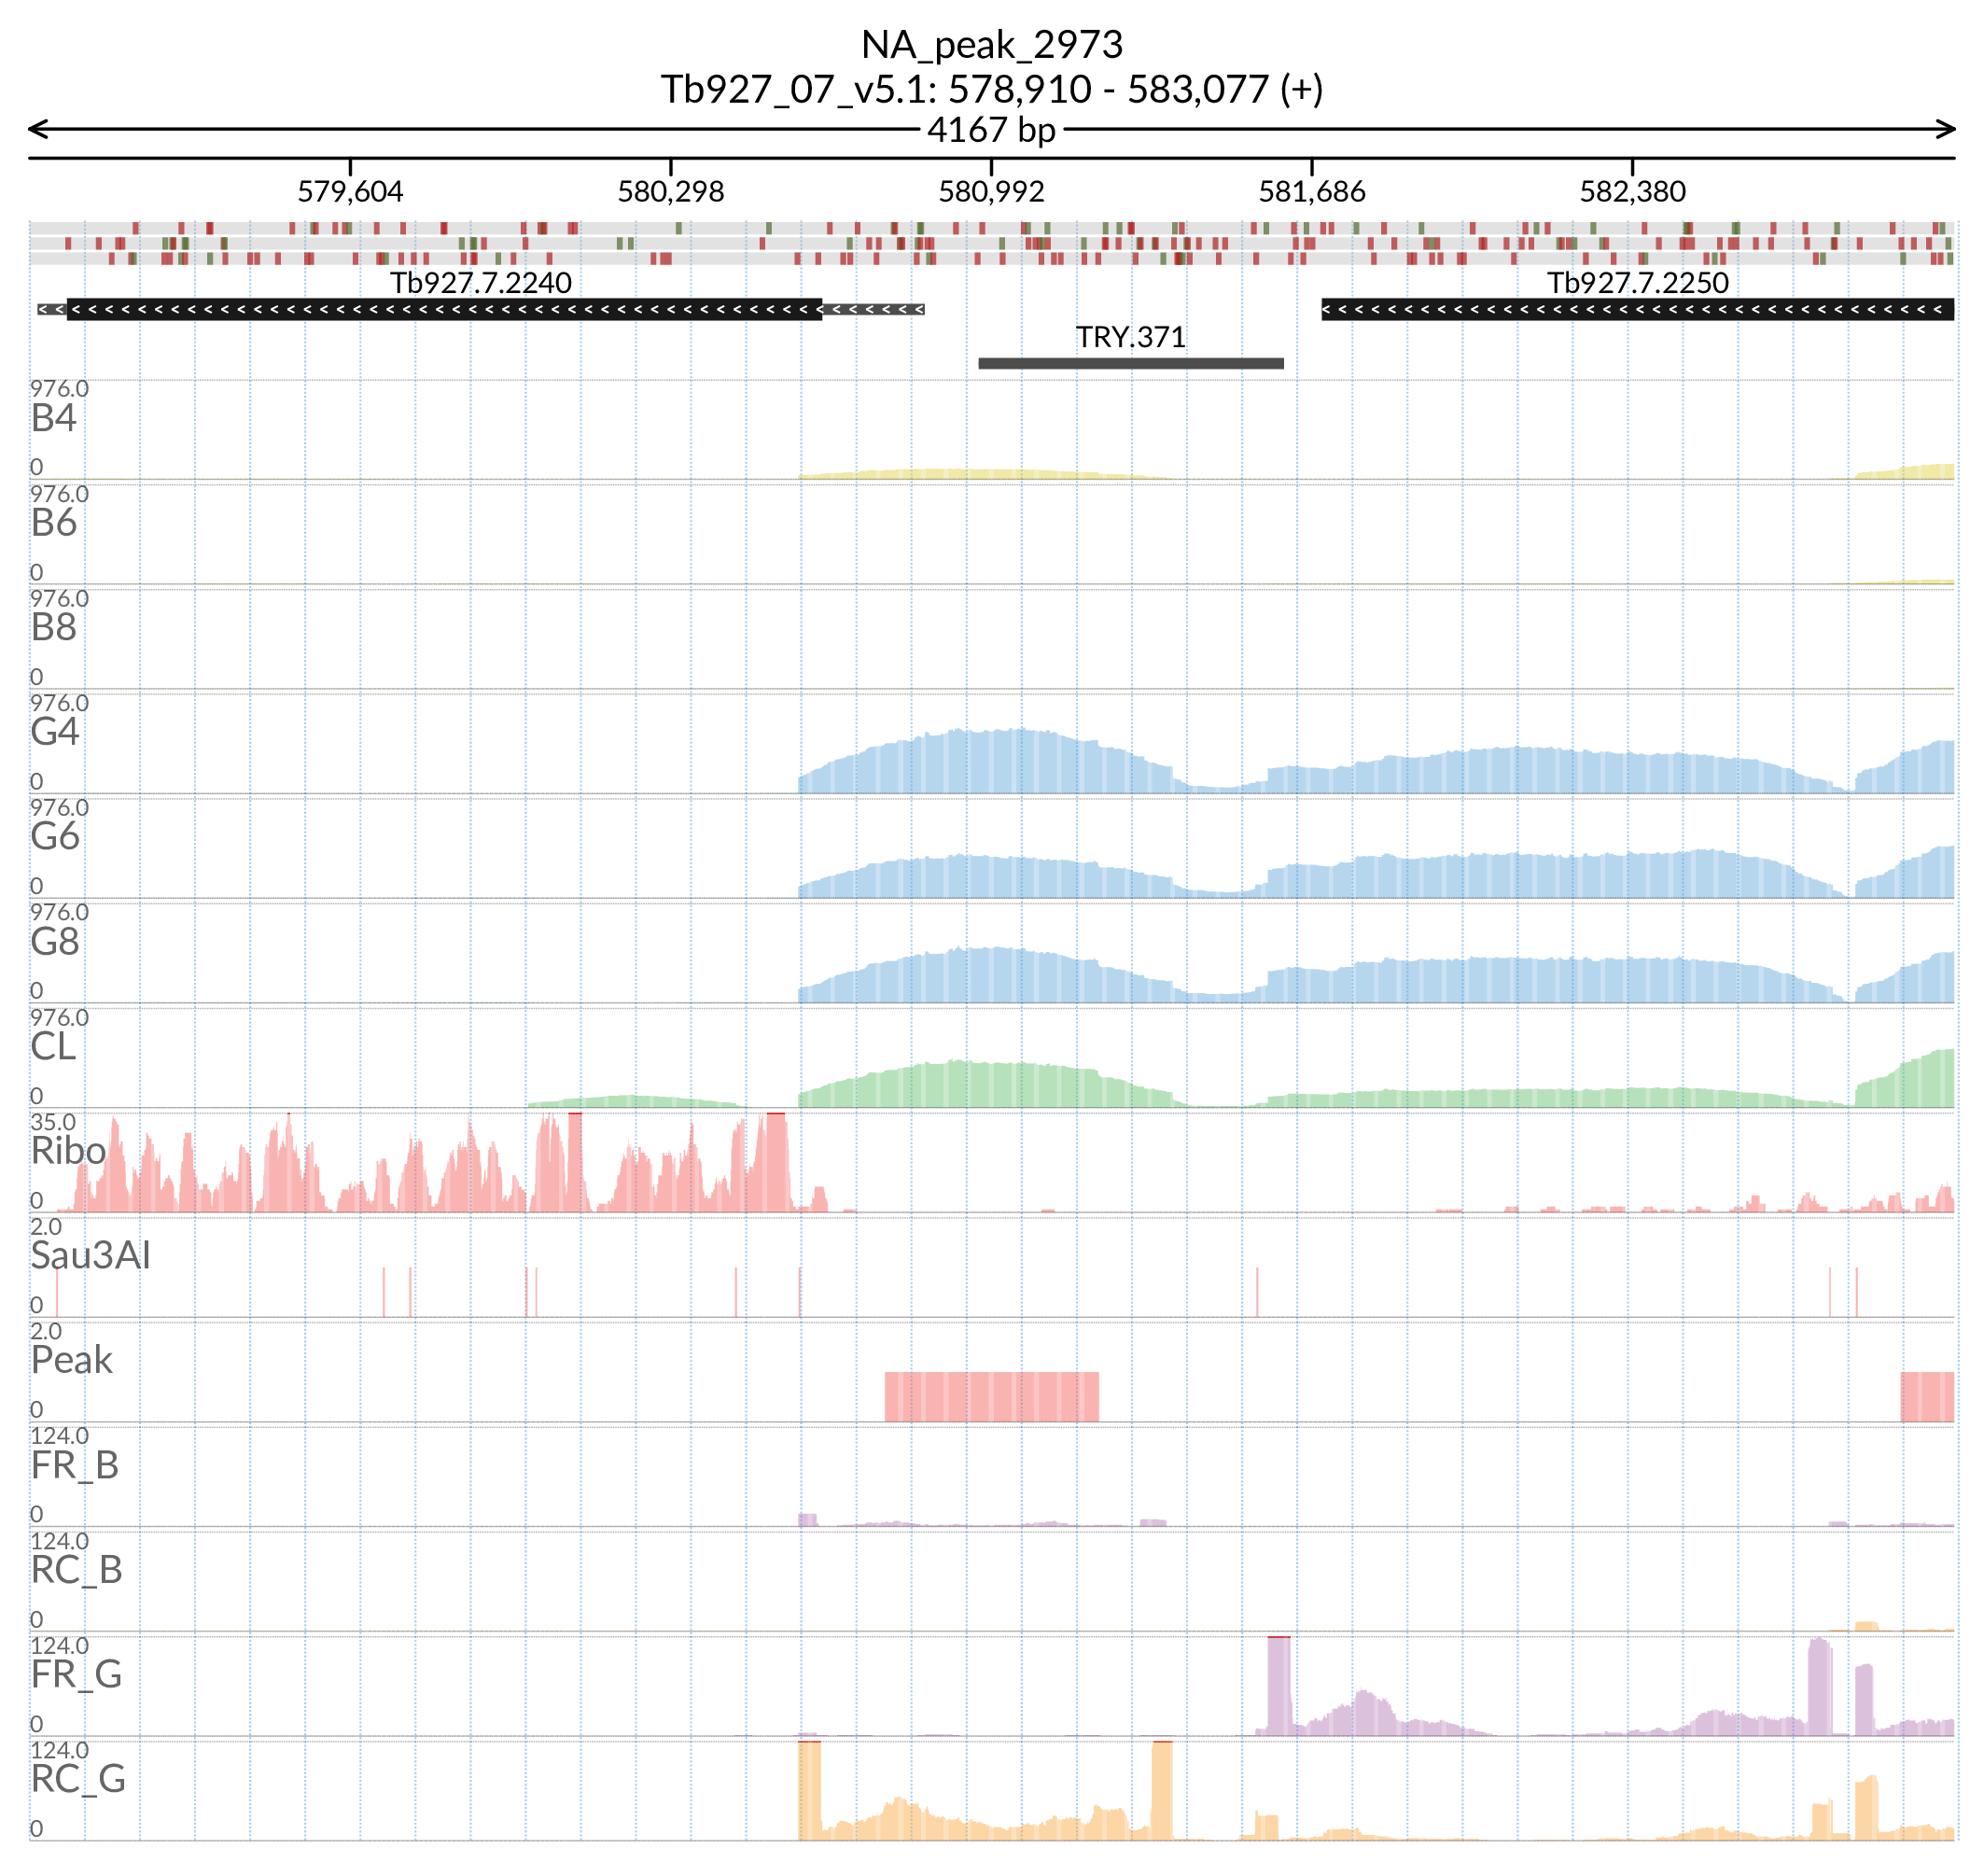 NA_peak_2973
Tb927_07_v5.1: 578,910 - 583,077 (+)
4167 bp
579,604 580,298 580,992 581,686 582,380
Tb927.7.2240 Tb927.7.2250
TRY.371
976.0
B4
0
976.0
B6
0
976.0
B8
0
976.0
G4
0
976.0
G6
0
976.0
G8
0
976.0
CL
0
35.0
Ribo
0
2.0
Sau3AI
0
2.0
Peak
0
124.0
FR_B
0
124.0
RC_B
0
124.0
FR_G
0
124.0
RC_G
0